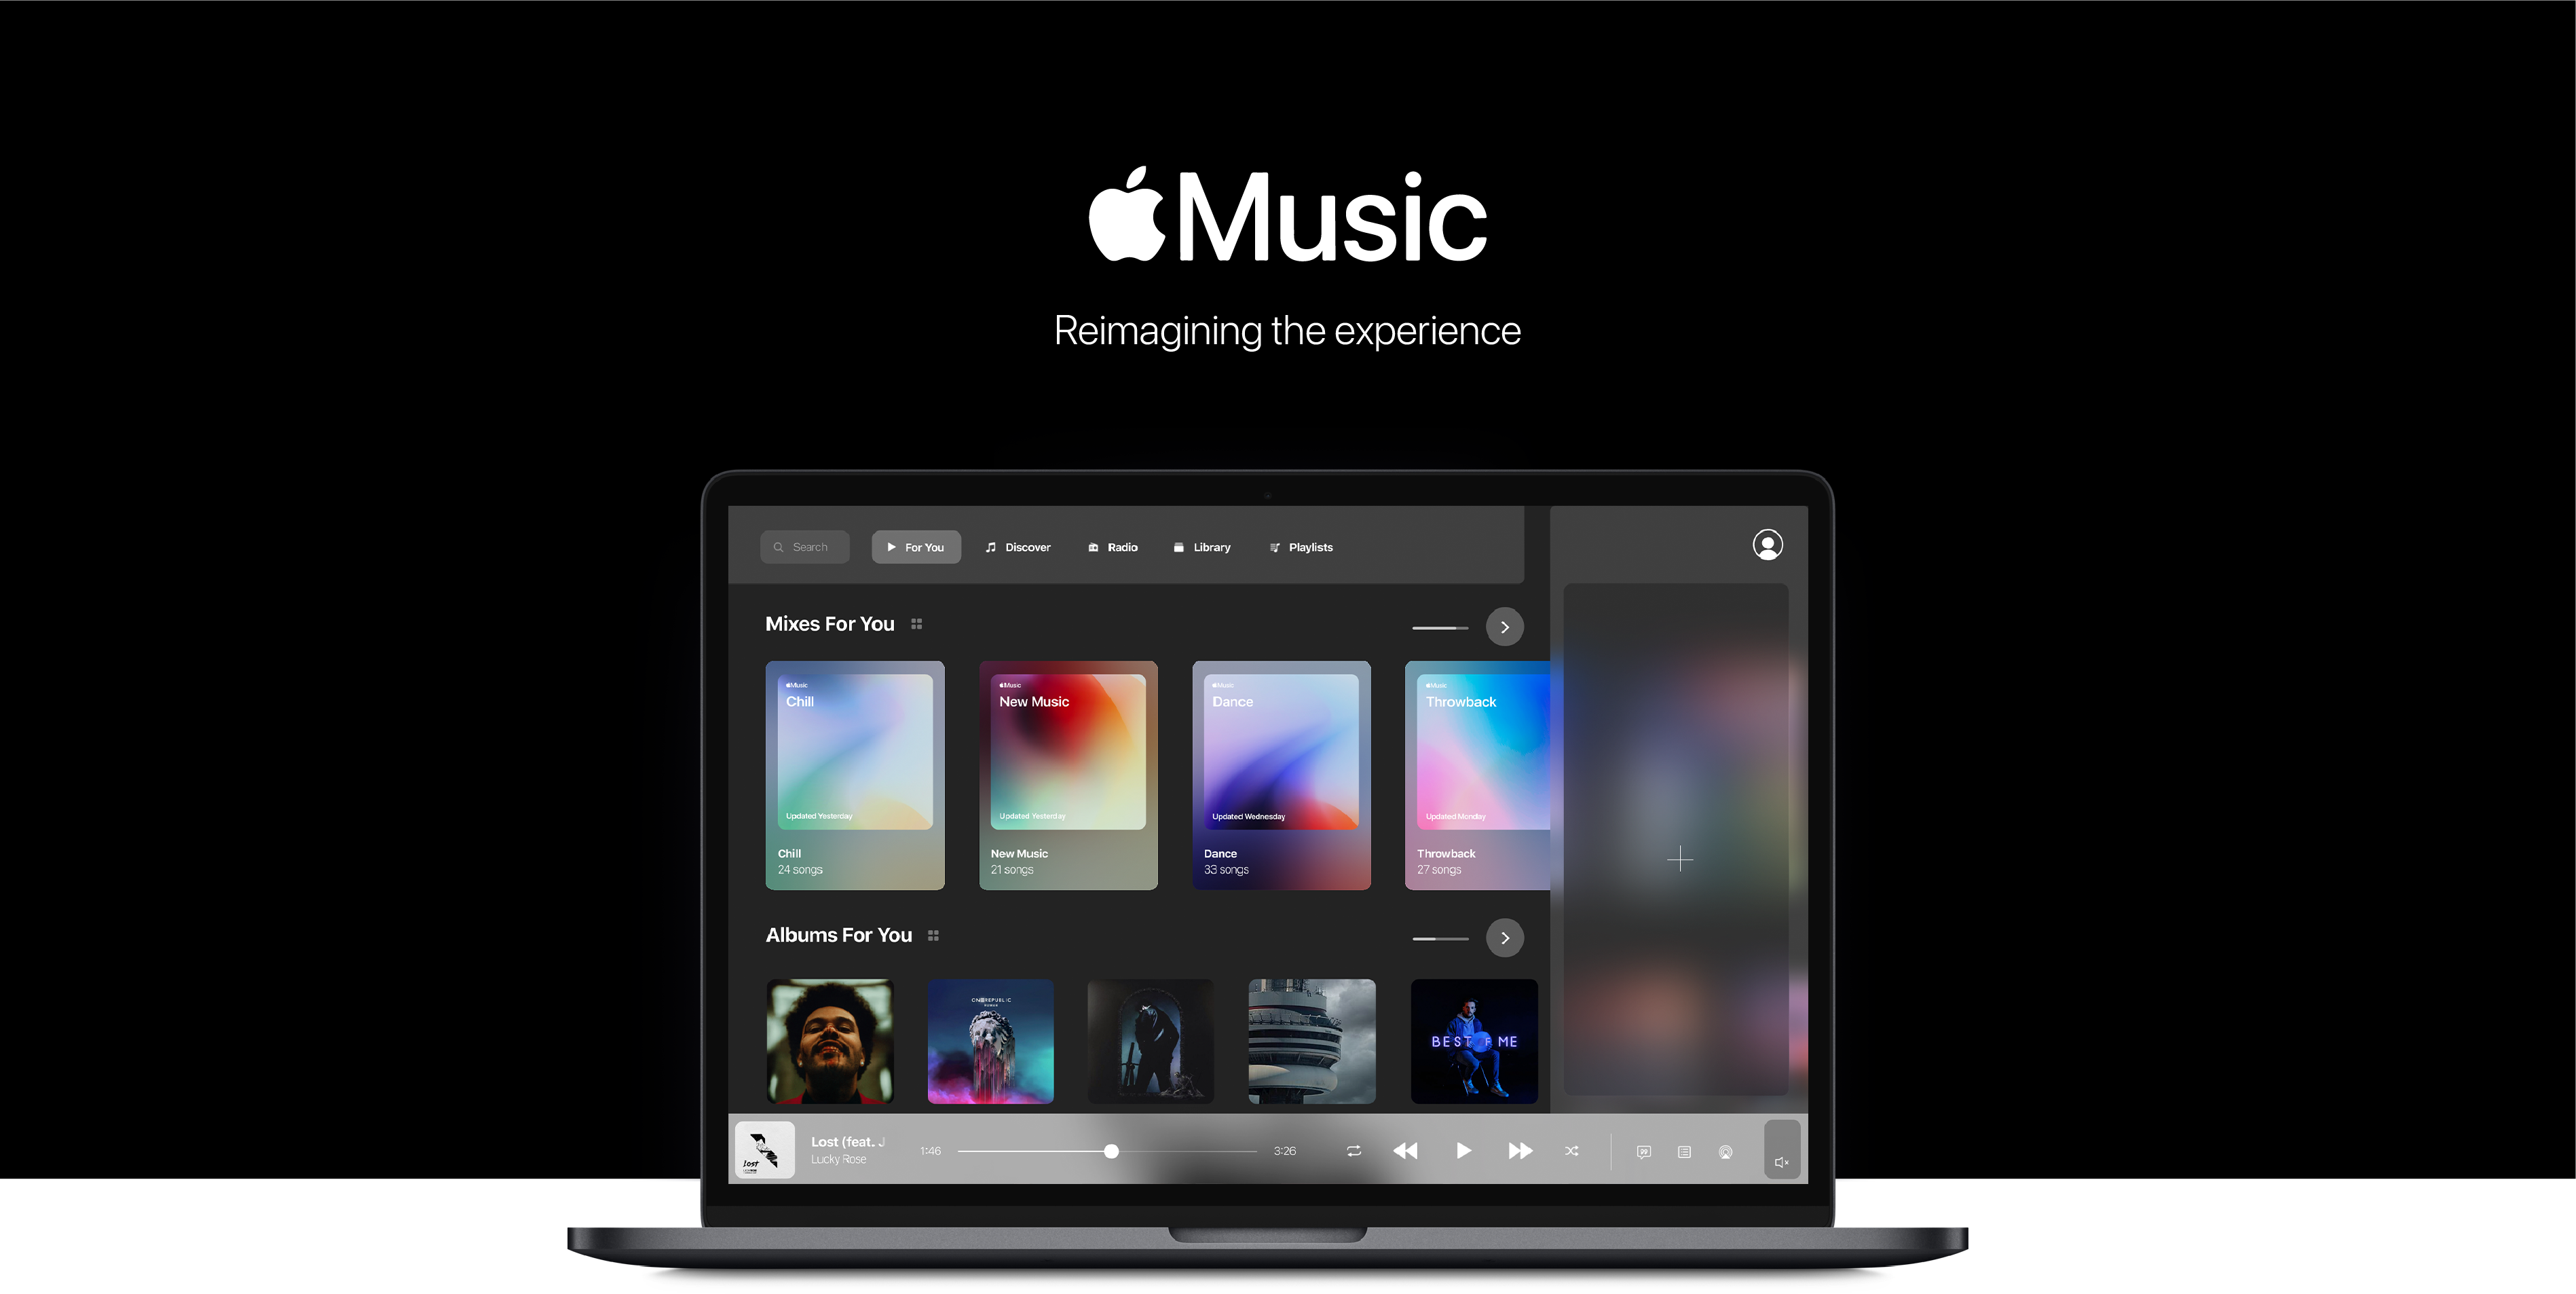 Music
Reimagining the experience
Search
For You
Discover
Radio
Library
Playlists
Mixes For You
Music
Chill
Updated Yesterday
Chill
24 songs
Music
New Music
Updated Yesterday
New Music
21 songs
Music
Dance
Updated Wednesday
Dance
33 songs
Music
Throwback
Updated Monday
Throwback
27 songs
Albums For You
ONEREPUBLIC
HUMAN
BEST OF ME
Lost
Lost (feat. J
Lucky Rose
1:46
3:26